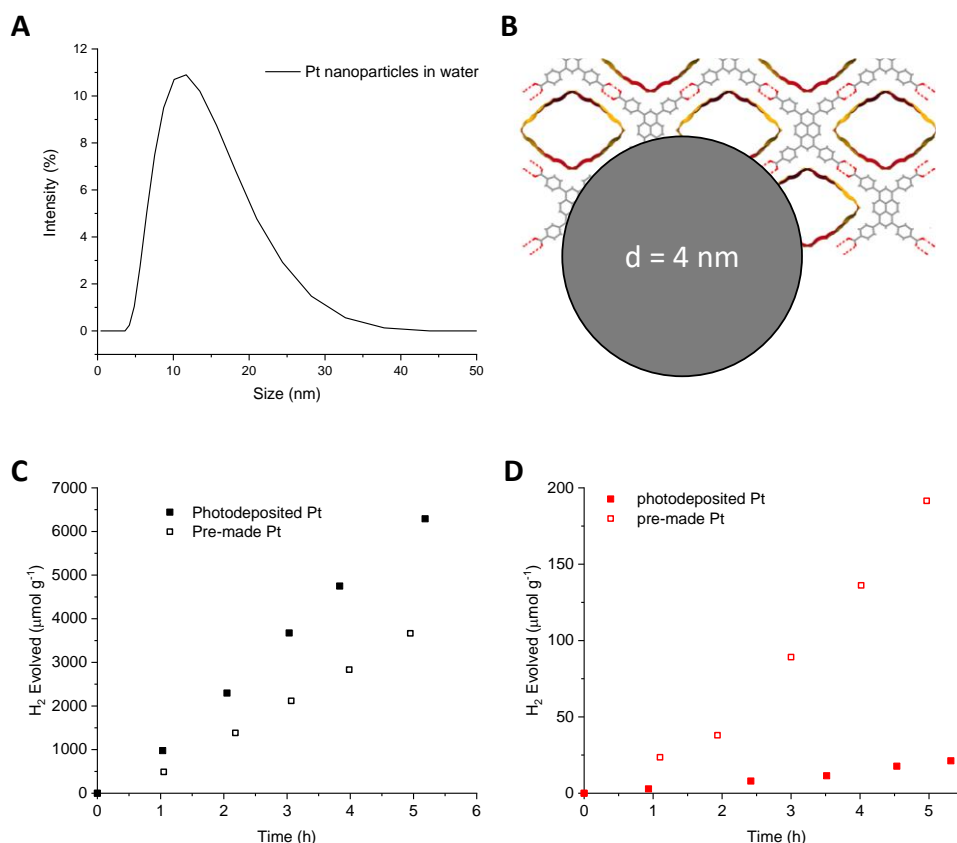 A
12
10
8
6
4
2
0
Intensity (%)
Pt nanoparticles in water
0 10 20 30 40 50
Size (nm)
B
d = 4 nm
C
7000
6000
5000
4000
3000
2000
1000
0
H₂ Evolved (μmol g⁻¹)
Photodeposited Pt
Pre-made Pt
0 1 2 3 4 5 6
Time (h)
D
200
150
100
50
0
H₂ Evolved (μmol g⁻¹)
photodeposited Pt
pre-made Pt
0 1 2 3 4 5
Time (h)